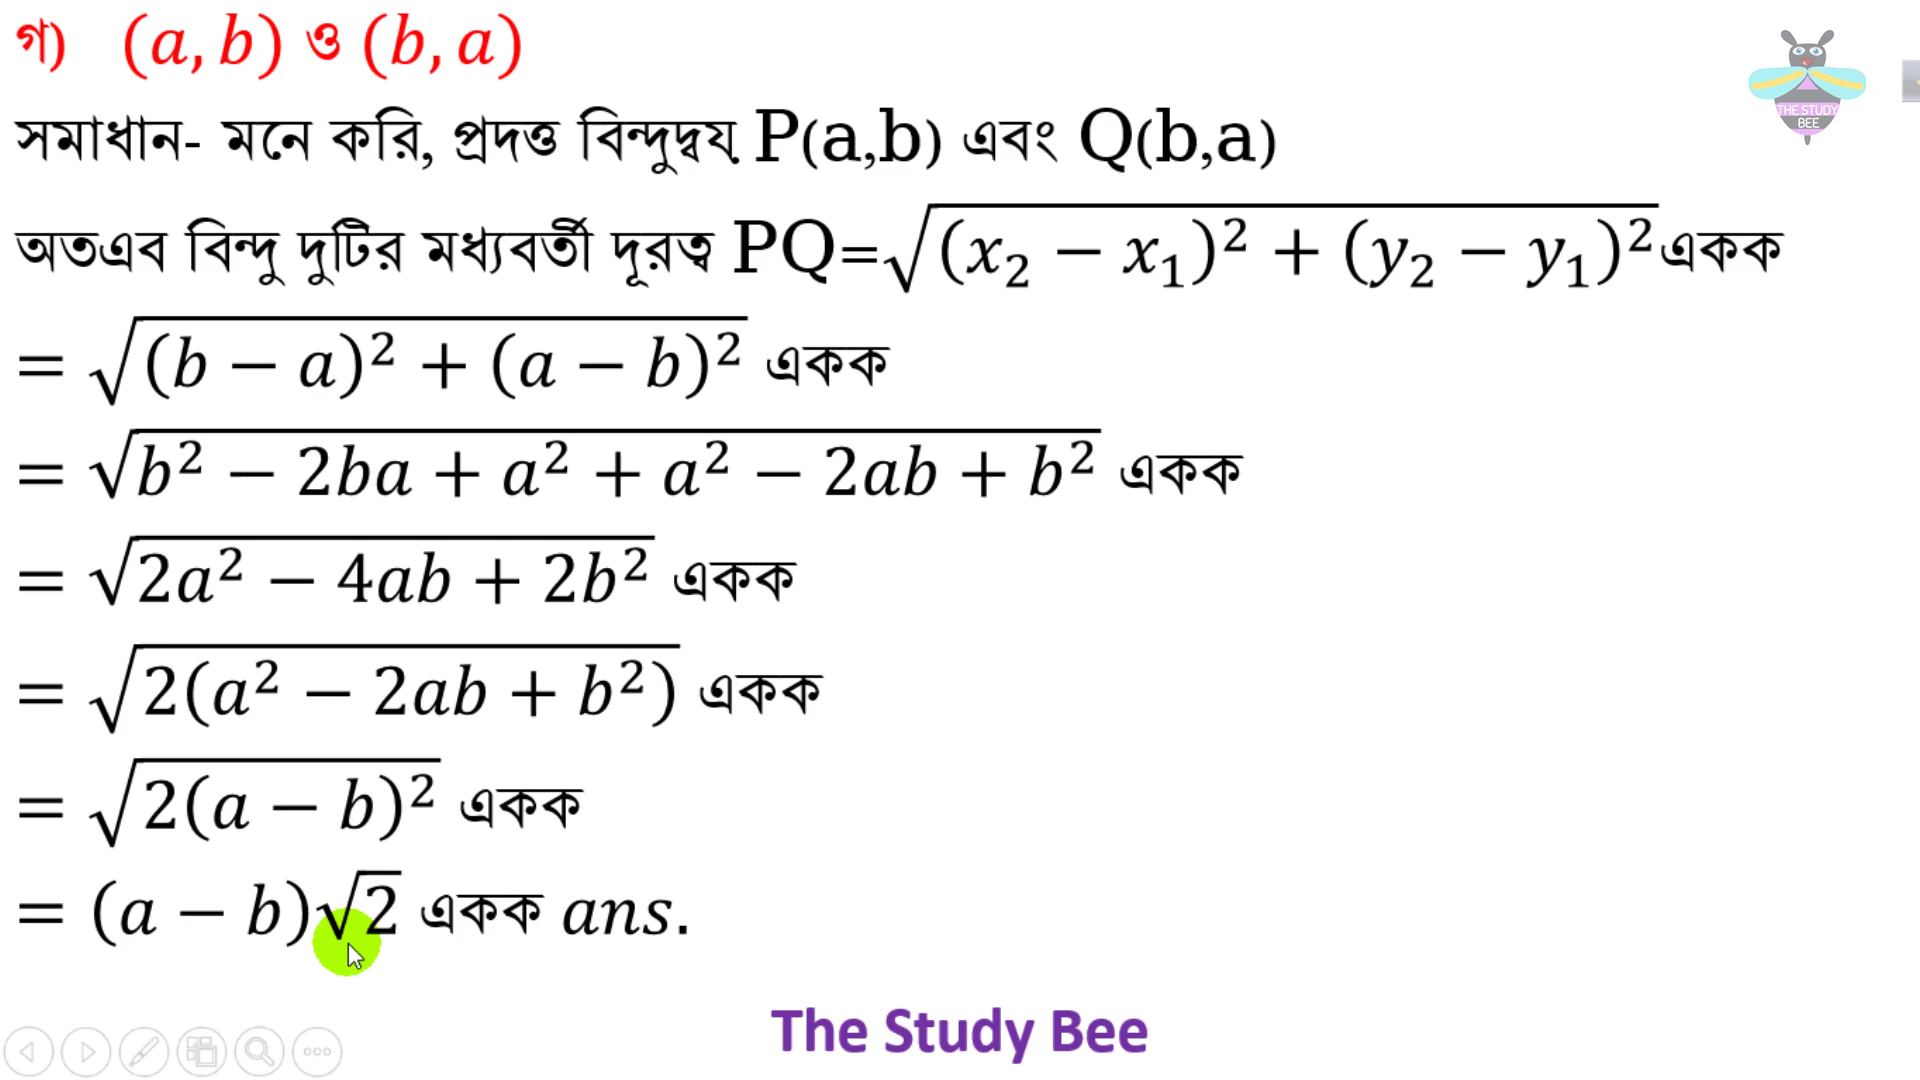 গ) (a, b) ও (b, a)
THE STUDY
BEE
সমাধান- মনে করি, প্রদত্ত বিন্দুদ্বয় P(a,b) এবং Q(b,a)
অতএব বিন্দু দুটির মধ্যবর্তী দূরত্ব PQ=√(x₂ − x₁)² + (y₂ − y₁)² একক
= √(b − a)² + (a − b)² একক
= √b² − 2ba + a² + a² − 2ab + b² একক
= √2a² − 4ab + 2b² একক
= √2(a² − 2ab + b²) একক
= √2(a − b)² একক
= (a − b)√2 একক ans.
The Study Bee